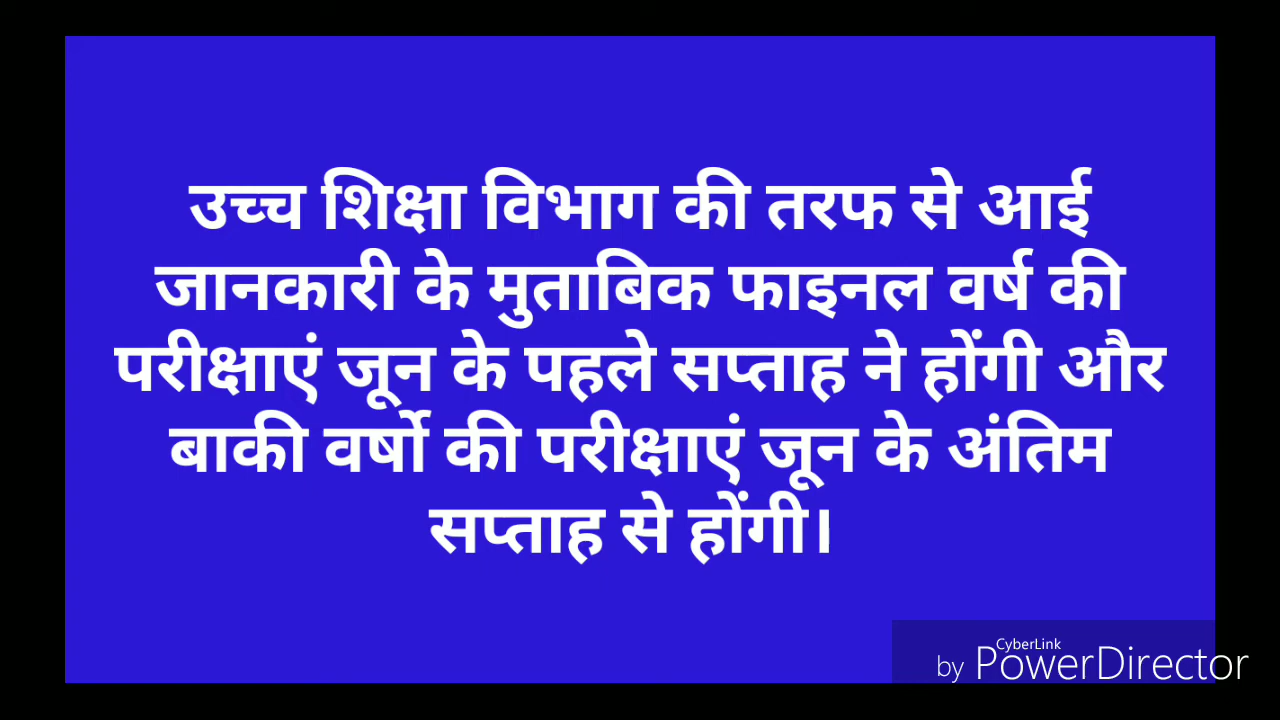 उच्च शिक्षा विभाग की तरफ से आई
जानकारी के मुताबिक फाइनल वर्ष की
परीक्षाएं जून के पहले सप्ताह ने होंगी और
बाकी वर्षो की परीक्षाएं जून के अंतिम
सप्ताह से होंगी।
CyberLink
by PowerDirector